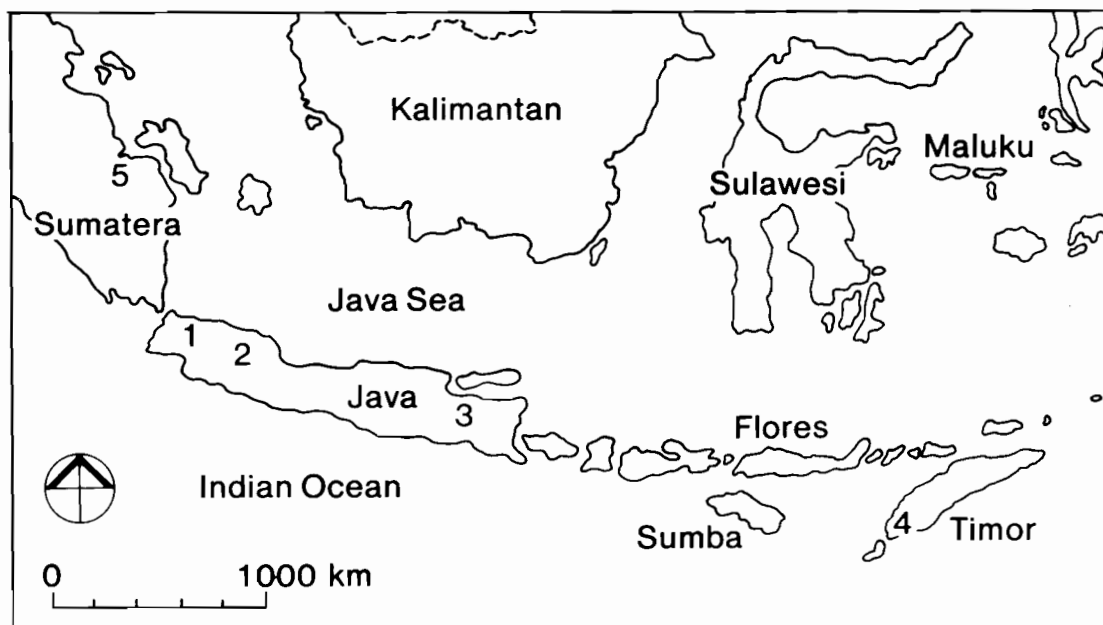 Kalimantan
Maluku
5
Sulawesi
Sumatera
Java Sea
1
2
Java
3
Flores
Indian Ocean
4
Sumba
Timor
0 1000 km